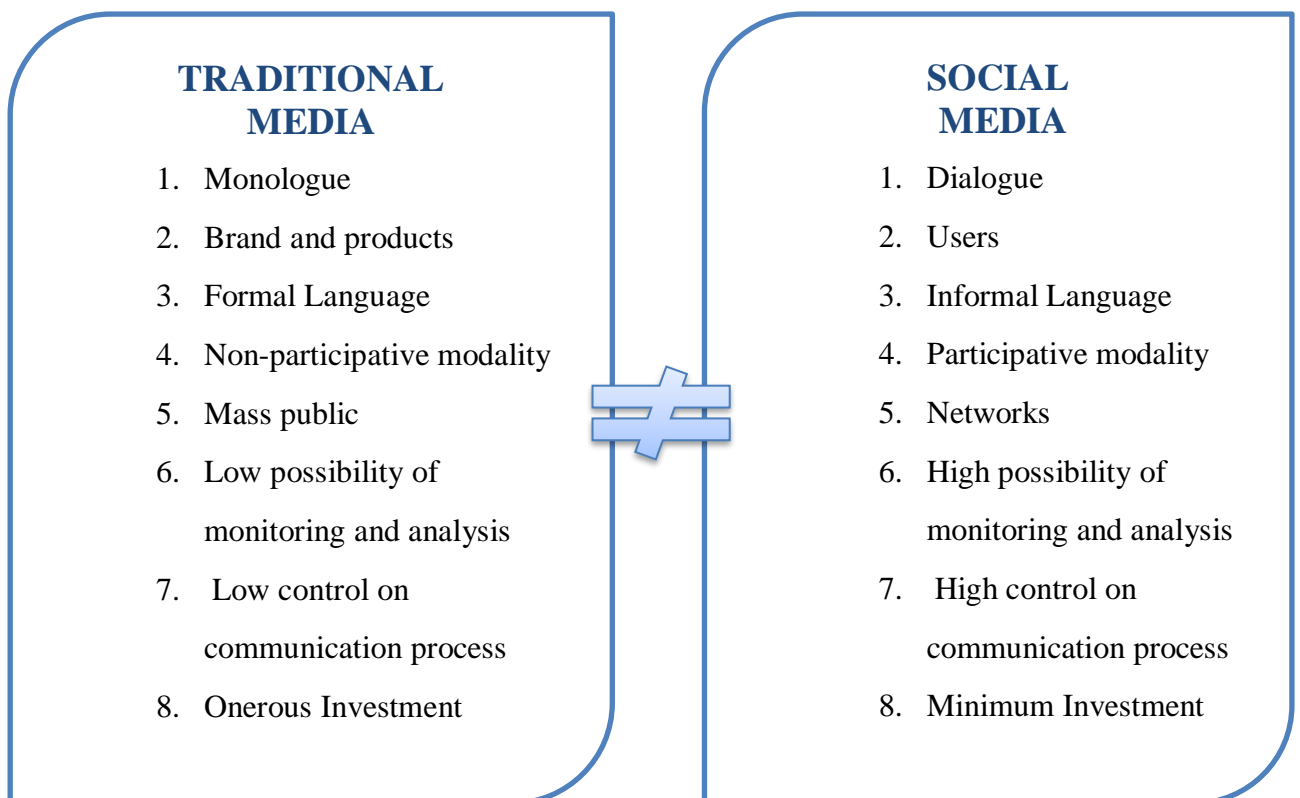 TRADITIONAL
MEDIA
1. Monologue
2. Brand and products
3. Formal Language
4. Non-participative modality
5. Mass public
6. Low possibility of
monitoring and analysis
7. Low control on
communication process
8. Onerous Investment
≠
SOCIAL
MEDIA
1. Dialogue
2. Users
3. Informal Language
4. Participative modality
5. Networks
6. High possibility of
monitoring and analysis
7. High control on
communication process
8. Minimum Investment